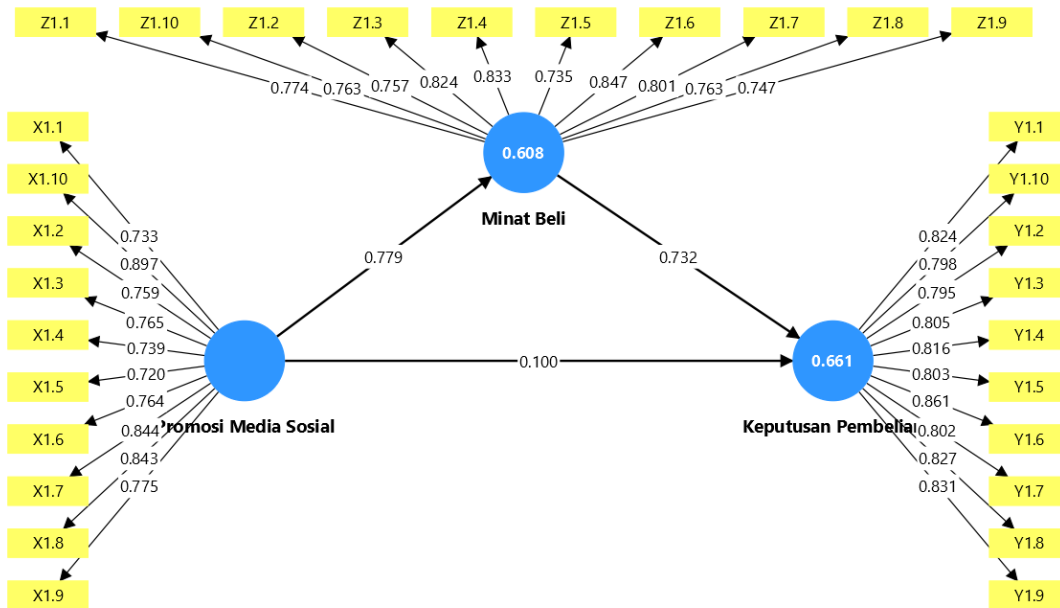 Z1.1 Z1.10 Z1.2 Z1.3 Z1.4 Z1.5 Z1.6 Z1.7 Z1.8 Z1.9
0.774 0.763 0.757 0.824 0.833 0.735 0.847 0.801 0.763 0.747
0.608
Minat Beli
X1.1
X1.10
X1.2
X1.3
X1.4
X1.5
X1.6
X1.7
X1.8
X1.9
0.733
0.897
0.759
0.765
0.739
0.720
0.764
0.844
0.843
0.775
Promosi Media Sosial
0.779
0.732
0.100
0.661
Keputusan Pembelian
0.824
0.798
0.795
0.805
0.816
0.803
0.861
0.802
0.827
0.831
Y1.1
Y1.10
Y1.2
Y1.3
Y1.4
Y1.5
Y1.6
Y1.7
Y1.8
Y1.9